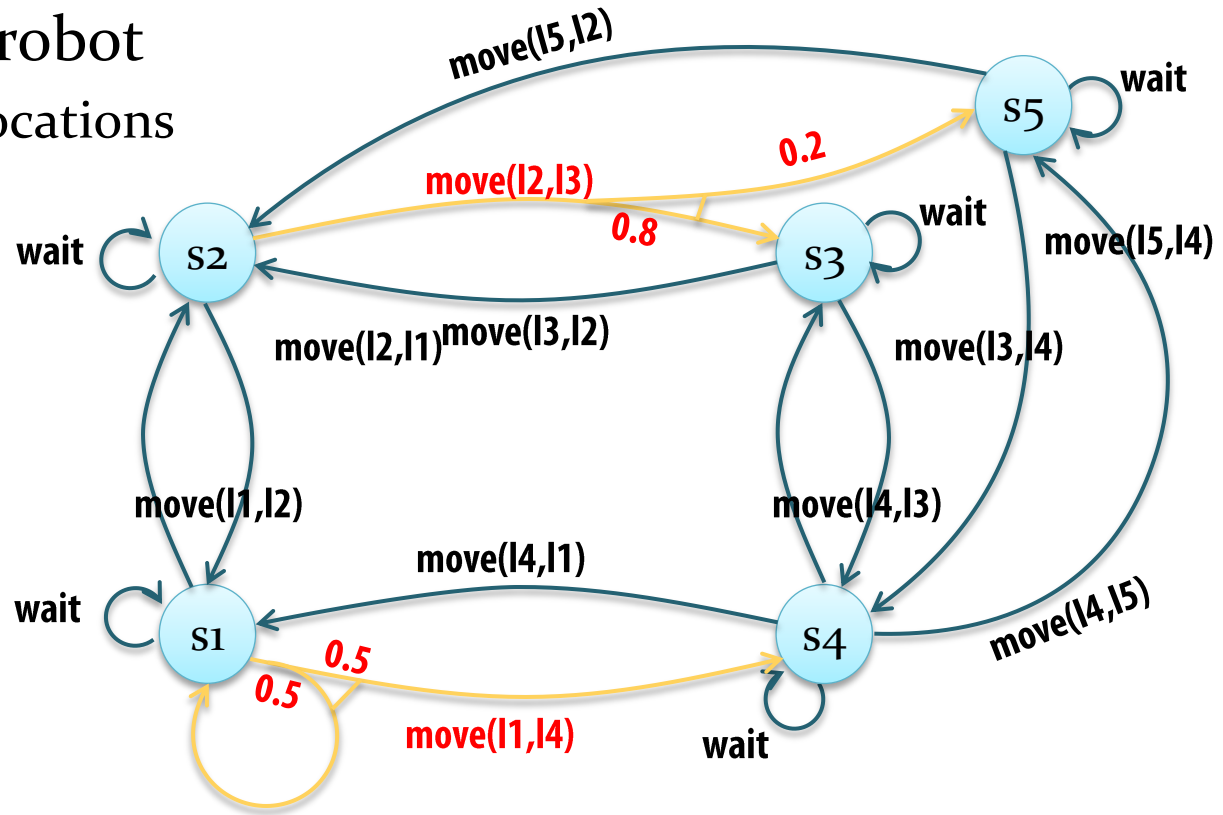 robot
ocations
move(l5,l2)
wait
s5
0.2
move(l2,l3)
0.8
wait
wait
s2
s3
move(l5,l4)
move(l2,l1)
move(l3,l2)
move(l3,l4)
move(l1,l2)
move(l4,l3)
move(l4,l1)
wait
s1
s4
move(l4,l5)
0.5
0.5
move(l1,l4)
wait